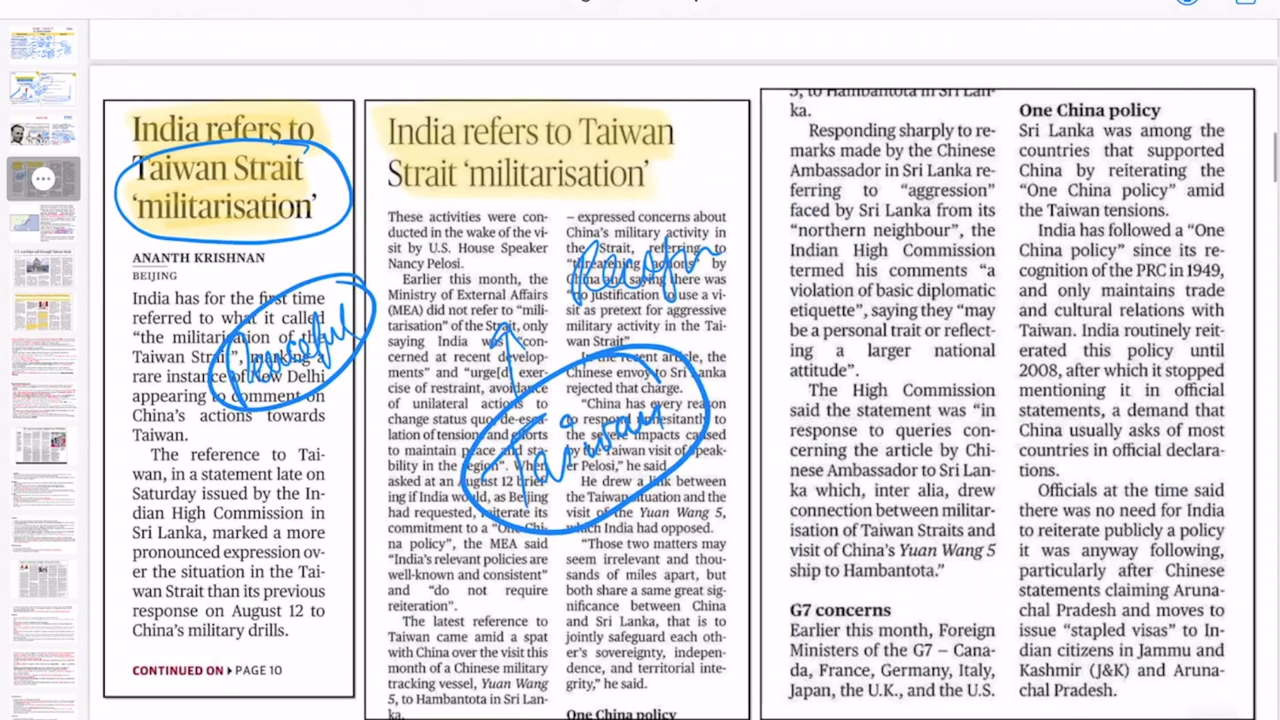 India refers to
Taiwan Strait
‘militarisation’
ANANTH KRISHNAN
BEIJING
India has for the first time
referred to what it called
“the militarisation of the
Taiwan Strait”, marking a
rare instance of New Delhi
appearing to comment on
China’s actions towards
Taiwan.
The reference to Tai-
wan, in a statement late on
Saturday issued by the In-
dian High Commission in
Sri Lanka, marked a more
pronounced expression ov-
er the situation in the Tai-
wan Strait than its previous
response on August 12 to
China’s military drills.
CONTINUED ON » PAGE 10
India refers to Taiwan
Strait ‘militarisation’
These activities were con-
ducted in the wake of the vi-
sit by U.S. House Speaker
Nancy Pelosi.
Earlier this month, the
Ministry of External Affairs
(MEA) did not refer to “mili-
tarisation” of the Strait, only
saying India was “con-
cerned at recent develop-
ments” and “urge[d] exer-
cise of restraint, avoidance
of unilateral actions to
change status quo, de-esca-
lation of tensions and efforts
to maintain peace and sta-
bility in the region”. When
asked at an August 12 brief-
ing if India would, as Beijing
had requested, reiterate its
commitment to a “One Chi-
na policy”, the MEA said
“India’s relevant policies are
well-known and consistent”
and “do not require
reiteration”.
The latest reference to
Taiwan came amid a spat
with China over the visit this
month of a Chinese military
tracking vessel, Yuan Wang
5, to Hambantota in Sri Lan-
ka.
– expressed concerns about
China’s military activity in
the Strait, referring to
“threatening actions” by
China and saying there was
“no justification to use a vi-
sit as pretext for aggressive
military activity in the Tai-
wan Strait”.
In the recent article, the
Chinese envoy to Sri Lanka
rejected that charge.
“China has every reason
to respond unhesitantly to
the severe impacts caused
by the Taiwan visit of Speak-
er Pelosi,” he said.
He drew a link between
the Taiwan situation and the
visit of the Yuan Wang 5,
which India had opposed.
“Those two matters may
seem irrelevant and thou-
sands of miles apart, but
both share a same great sig-
nificance between China
and Sri Lanka, that is to
jointly safeguard each oth-
er’s sovereignty, indepen-
dence and territorial inte-
grity,” he said.
One China policy
Taiwan
5, to Hambantota in Sri Lan-
ka.
Responding sharply to re-
marks made by the Chinese
Ambassador in Sri Lanka re-
ferring to “aggression”
faced by Sri Lanka from its
“northern neighbour”, the
Indian High Commission
termed his comments “a
violation of basic diplomatic
etiquette”, saying they “may
be a personal trait or reflect-
ing a larger national
attitude”.
The High Commission
said the statement was “in
response to queries con-
cerning the article by Chi-
nese Ambassador to Sri Lan-
ka which, inter alia, drew
connection between militar-
isation of Taiwan Straits and
visit of China’s Yuan Wang 5
ship to Hambantota”
G7 concerns
Earlier this month, Foreign
Ministers of the G7 – Cana-
da, France, Germany, Italy,
Japan, the U.K. and the U.S.
One China policy
Sri Lanka was among the
countries that supported
China by reiterating the
“One China policy” amid
the Taiwan tensions.
India has followed a “One
China policy” since its re-
cognition of the PRC in 1949,
and only maintains trade
and cultural relations with
Taiwan. India routinely reit-
erated the policy until
2008, after which it stopped
mentioning it in official
statements, a demand that
China usually asks of most
countries in official declara-
tions.
Officials at the time said
there was no need for India
to reiterate publicly a policy
it was anyway following,
particularly after Chinese
statements claiming Aruna-
chal Pradesh and moves to
issue “stapled visas” to In-
dian citizens in Jammu and
Kashmir (J&K) and Aruna-
chal Pradesh.